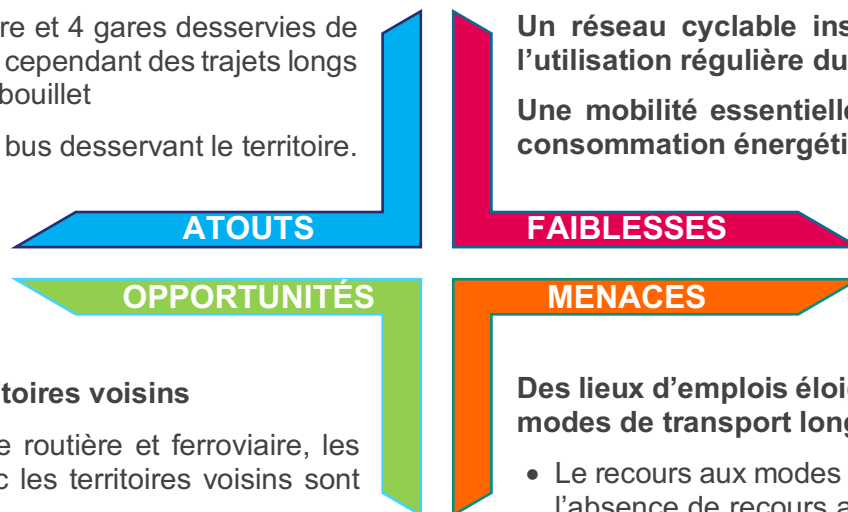 re et 4 gares desservies de
cependant des trajets longs
bouillet
bus desservant le territoire.
Un réseau cyclable ins
l’utilisation régulière du
Une mobilité essentielle
consommation énergéti
ATOUTS
FAIBLESSES
OPPORTUNITÉS
MENACES
toires voisins
e routière et ferroviaire, les
c les territoires voisins sont
Des lieux d’emplois éloi
modes de transport long
• Le recours aux modes
l’absence de recours a